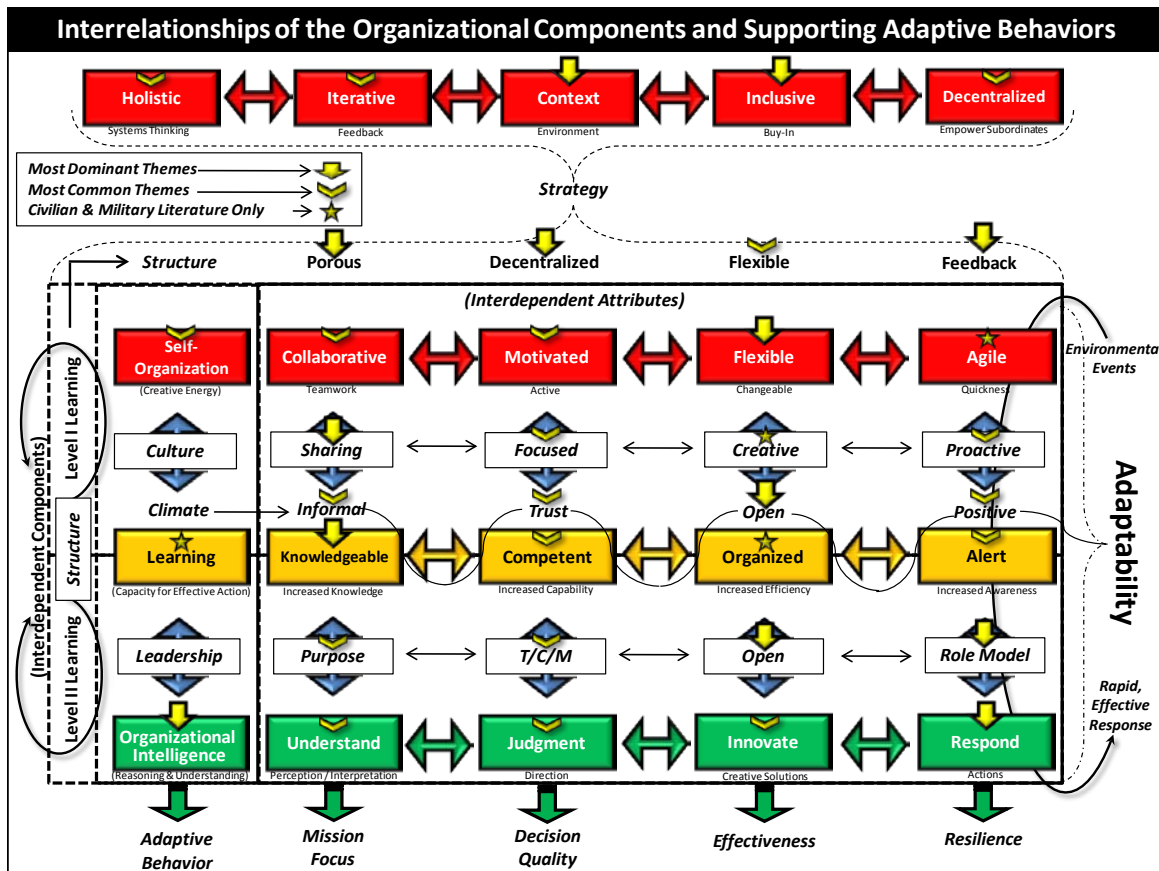 Interrelationships of the Organizational Components and Supporting Adaptive Behaviors
Holistic
Iterative
Context
Inclusive
Decentralized
Systems Thinking
Feedback
Environment
Buy-In
Empower Subordinates
Most Dominant Themes
Most Common Themes
Civilian & Military Literature Only
Strategy
Structure
Porous
Decentralized
Flexible
Feedback
(Interdependent Attributes)
Self-
Organization
Collaborative
Motivated
Flexible
Agile
(Creative Energy)
Teamwork
Active
Changeable
Quickness
Environmenta
Events
Culture
Sharing
Focused
Creative
Proactive
Climate
Informal
Trust
Open
Positive
Learning
Knowledgeable
Competent
Organized
Alert
(Capacity for Effective Action)
Increased Knowledge
Increased Capability
Increased Efficiency
Increased Awareness
Leadership
Purpose
T/C/M
Open
Role Model
Organizational
Intelligence
Understand
Judgment
Innovate
Respond
(Reasoning & Understanding)
Perception / Interpretation
Direction
Creative Solutions
Actions
Rapid,
Effective
Response
Adaptive
Behavior
Mission
Focus
Decision
Quality
Effectiveness
Resilience
(Interdependent Components)
Level I Learning
Structure
Level III Learning
Adaptability